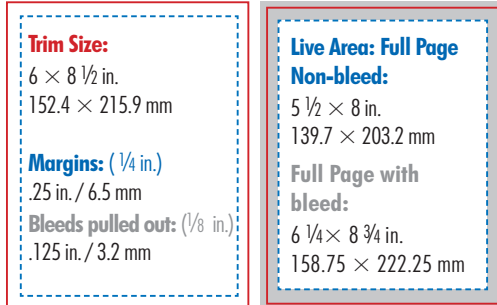 Trim Size:
6 × 8 ½ in.
152.4 × 215.9 mm
Margins: ( ¼ in.)
.25 in. / 6.5 mm
Bleeds pulled out: (⅛ in.)
.125 in. / 3.2 mm
Live Area: Full Page
Non-bleed:
5 ½ × 8 in.
139.7 × 203.2 mm
Full Page with
bleed:
6 ¼ × 8 ¾ in.
158.75 × 222.25 mm